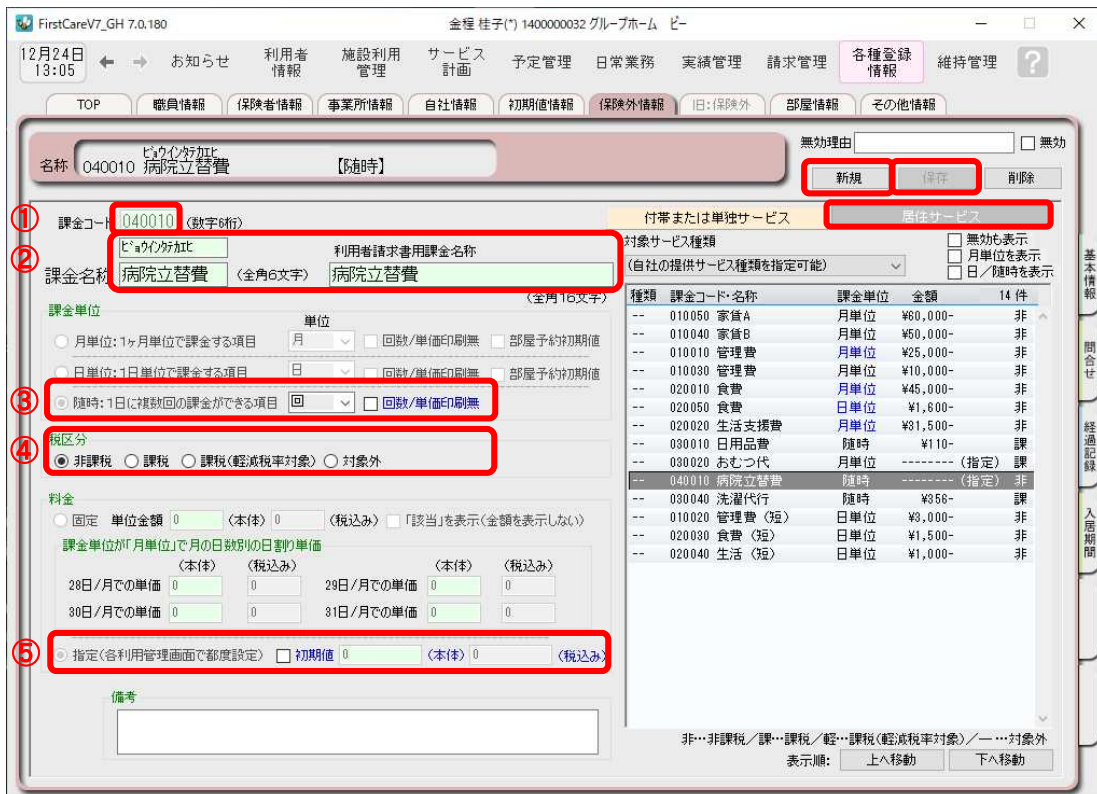 FirstCareV7_GH 7.0.180 金程 桂子(*) 1400000032 グループホーム ビー
12月24日 13:05 お知らせ 利用者情報 施設利用管理 サービス計画 予定管理 日常業務 実績管理 請求管理 各種登録情報 維持管理 ?
TOP 職員情報 保険者情報 事業所情報 自社情報 初期値情報 保険外情報 旧:保険外 部屋情報 その他情報
無効理由 無効
ビョウインタテカエヒ
名称 040010 病院立替費 【随時】
新規 保存 削除
① 課金コード 040010 (数字6桁)
付帯または単独サービス 居住サービス
② ビョウインタテカエヒ 利用者請求書用課金名称
課金名称 病院立替費 (全角6文字) 病院立替費
(全角16文字)
対象サービス種類
(自社の提供サービス種類を指定可能)
無効も表示
月単位を表示
日/随時を表示
課金単位
単位
月単位:1ヶ月単位で課金する項目 月 回数/単価印刷無 部屋予約初期値
日単位:1日単位で課金する項目 日 回数/単価印刷無 部屋予約初期値
③ 随時:1日に複数回の課金ができる項目 回 回数/単価印刷無
④ 税区分
非課税 課税 課税(軽減税率対象) 対象外
料金
固定 単位金額 0 (本体) 0 (税込み) 「該当」を表示(金額を表示しない)
課金単位が「月単位」で月の日数別の日割り単価
(本体) (税込み) (本体) (税込み)
28日/月での単価 0 0 29日/月での単価 0 0
30日/月での単価 0 0 31日/月での単価 0 0
⑤ 指定(各利用管理画面で都度設定) 初期値 0 (本体) 0 (税込み)
備考
種類 課金コード・名称 課金単位 金額 14 件
-- 010050 家賃A 月単位 ¥60,000- 非
-- 010040 家賃B 月単位 ¥50,000- 非
-- 010010 管理費 月単位 ¥25,000- 非
-- 010030 管理費 月単位 ¥10,000- 非
-- 020010 食費 月単位 ¥45,000- 非
-- 020050 食費 日単位 ¥1,600- 非
-- 020020 生活支援費 月単位 ¥31,500- 非
-- 030010 日用品費 随時 ¥110- 課
-- 030020 おむつ代 月単位 -------- (指定) 課
-- 040010 病院立替費 随時 -------- (指定) 非
-- 030040 洗濯代行 随時 ¥356- 課
-- 010020 管理費(短) 日単位 ¥3,000- 非
-- 020030 食費(短) 日単位 ¥1,500- 非
-- 020040 生活(短) 日単位 ¥1,000- 非
非…非課税/課…課税/軽…課税(軽減税率対象)/―…対象外
表示順: 上へ移動 下へ移動
基本情報
問合せ
経過記録
入居期間